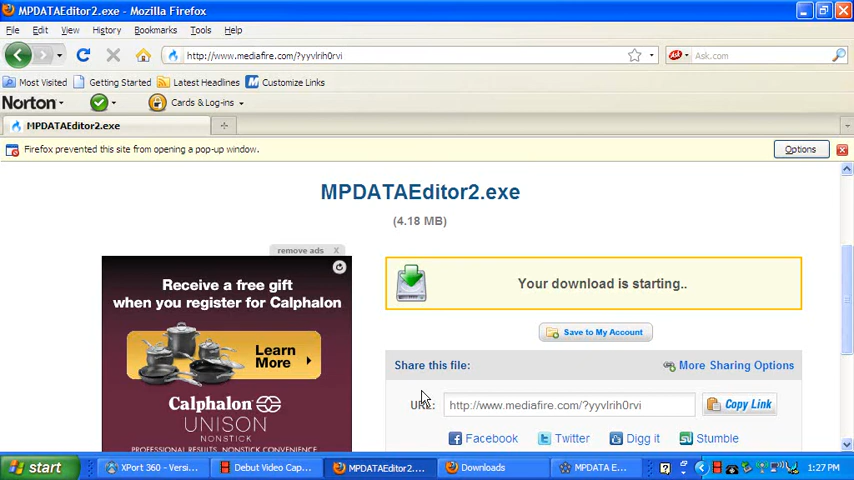 MPDATAEditor2.exe - Mozilla Firefox
File Edit View History Bookmarks Tools Help
http://www.mediafire.com/?yyvlrih0rvi
Ask.com
Most Visited Getting Started Latest Headlines Customize Links
Norton Cards & Log-ins
MPDATAEditor2.exe
Firefox prevented this site from opening a pop-up window. Options
MPDATAEditor2.exe
(4.18 MB)
remove ads X
Receive a free gift
when you register for Calphalon
Learn
More
Calphalon
UNISON
NONSTICK
PROFESSIONAL RESULTS. NONSTICK CONVENIENCE
Your download is starting..
Save to My Account
Share this file: More Sharing Options
URL: http://www.mediafire.com/?yyvlrih0rvi Copy Link
Facebook Twitter Digg it Stumble
start XPort 360 - Versi... Debut Video Cap... MPDATAEditor2.... Downloads MPDATA E... 1:27 PM